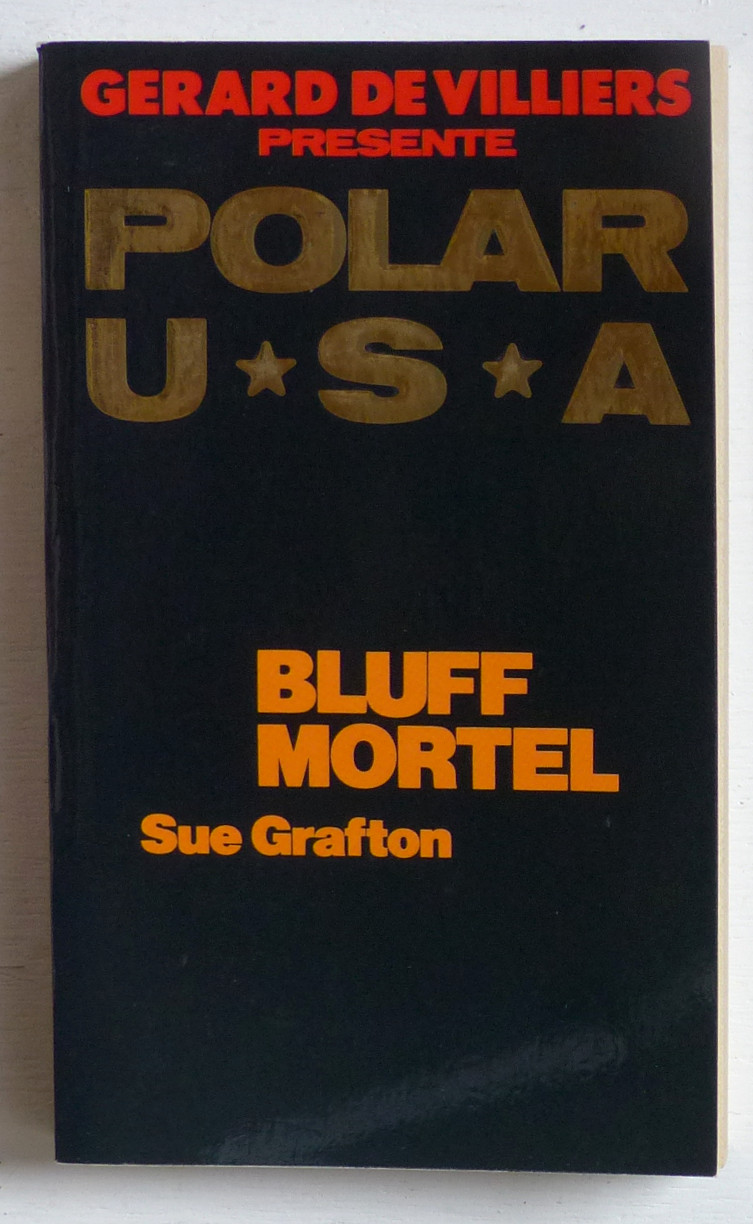 GERARD DE VILLIERS
PRESENTE
POLAR
U★S★A
BLUFF
MORTEL
Sue Grafton